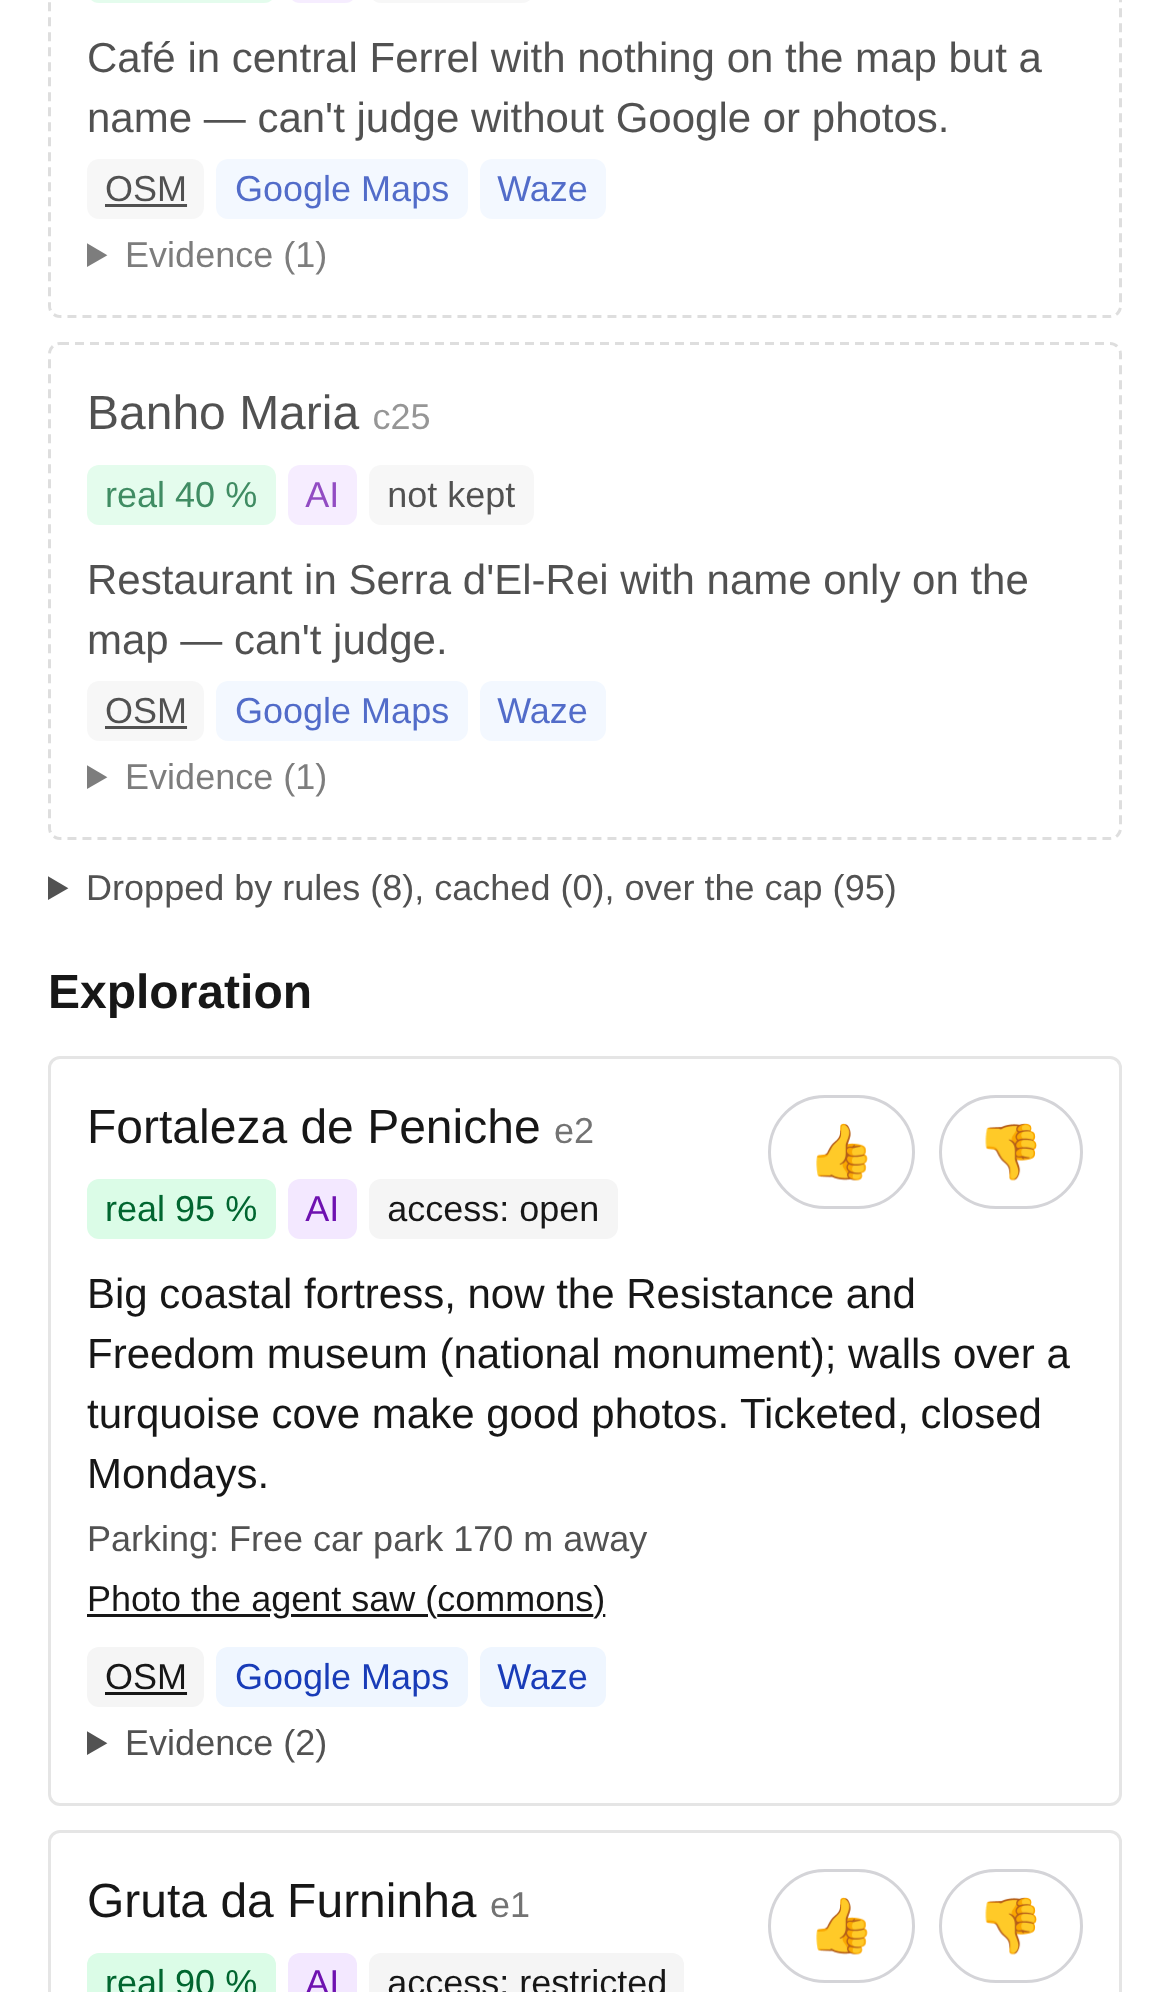 Café in central Ferrel with nothing on the map but a
name — can't judge without Google or photos.
OSM Google Maps Waze
▶ Evidence (1)
Banho Maria c25
real 40 % AI not kept
Restaurant in Serra d'El-Rei with name only on the
map — can't judge.
OSM Google Maps Waze
▶ Evidence (1)
▶ Dropped by rules (8), cached (0), over the cap (95)
Exploration
Fortaleza de Peniche e2
👍 👎
real 95 % AI access: open
Big coastal fortress, now the Resistance and
Freedom museum (national monument); walls over a
turquoise cove make good photos. Ticketed, closed
Mondays.
Parking: Free car park 170 m away
Photo the agent saw (commons)
OSM Google Maps Waze
▶ Evidence (2)
Gruta da Furninha e1
👍 👎
real 90 % AI access: restricted